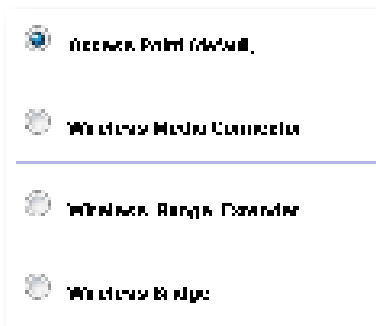 Access Point (default)
Wireless Media Connector
Wireless Range Extender
Wireless Bridge